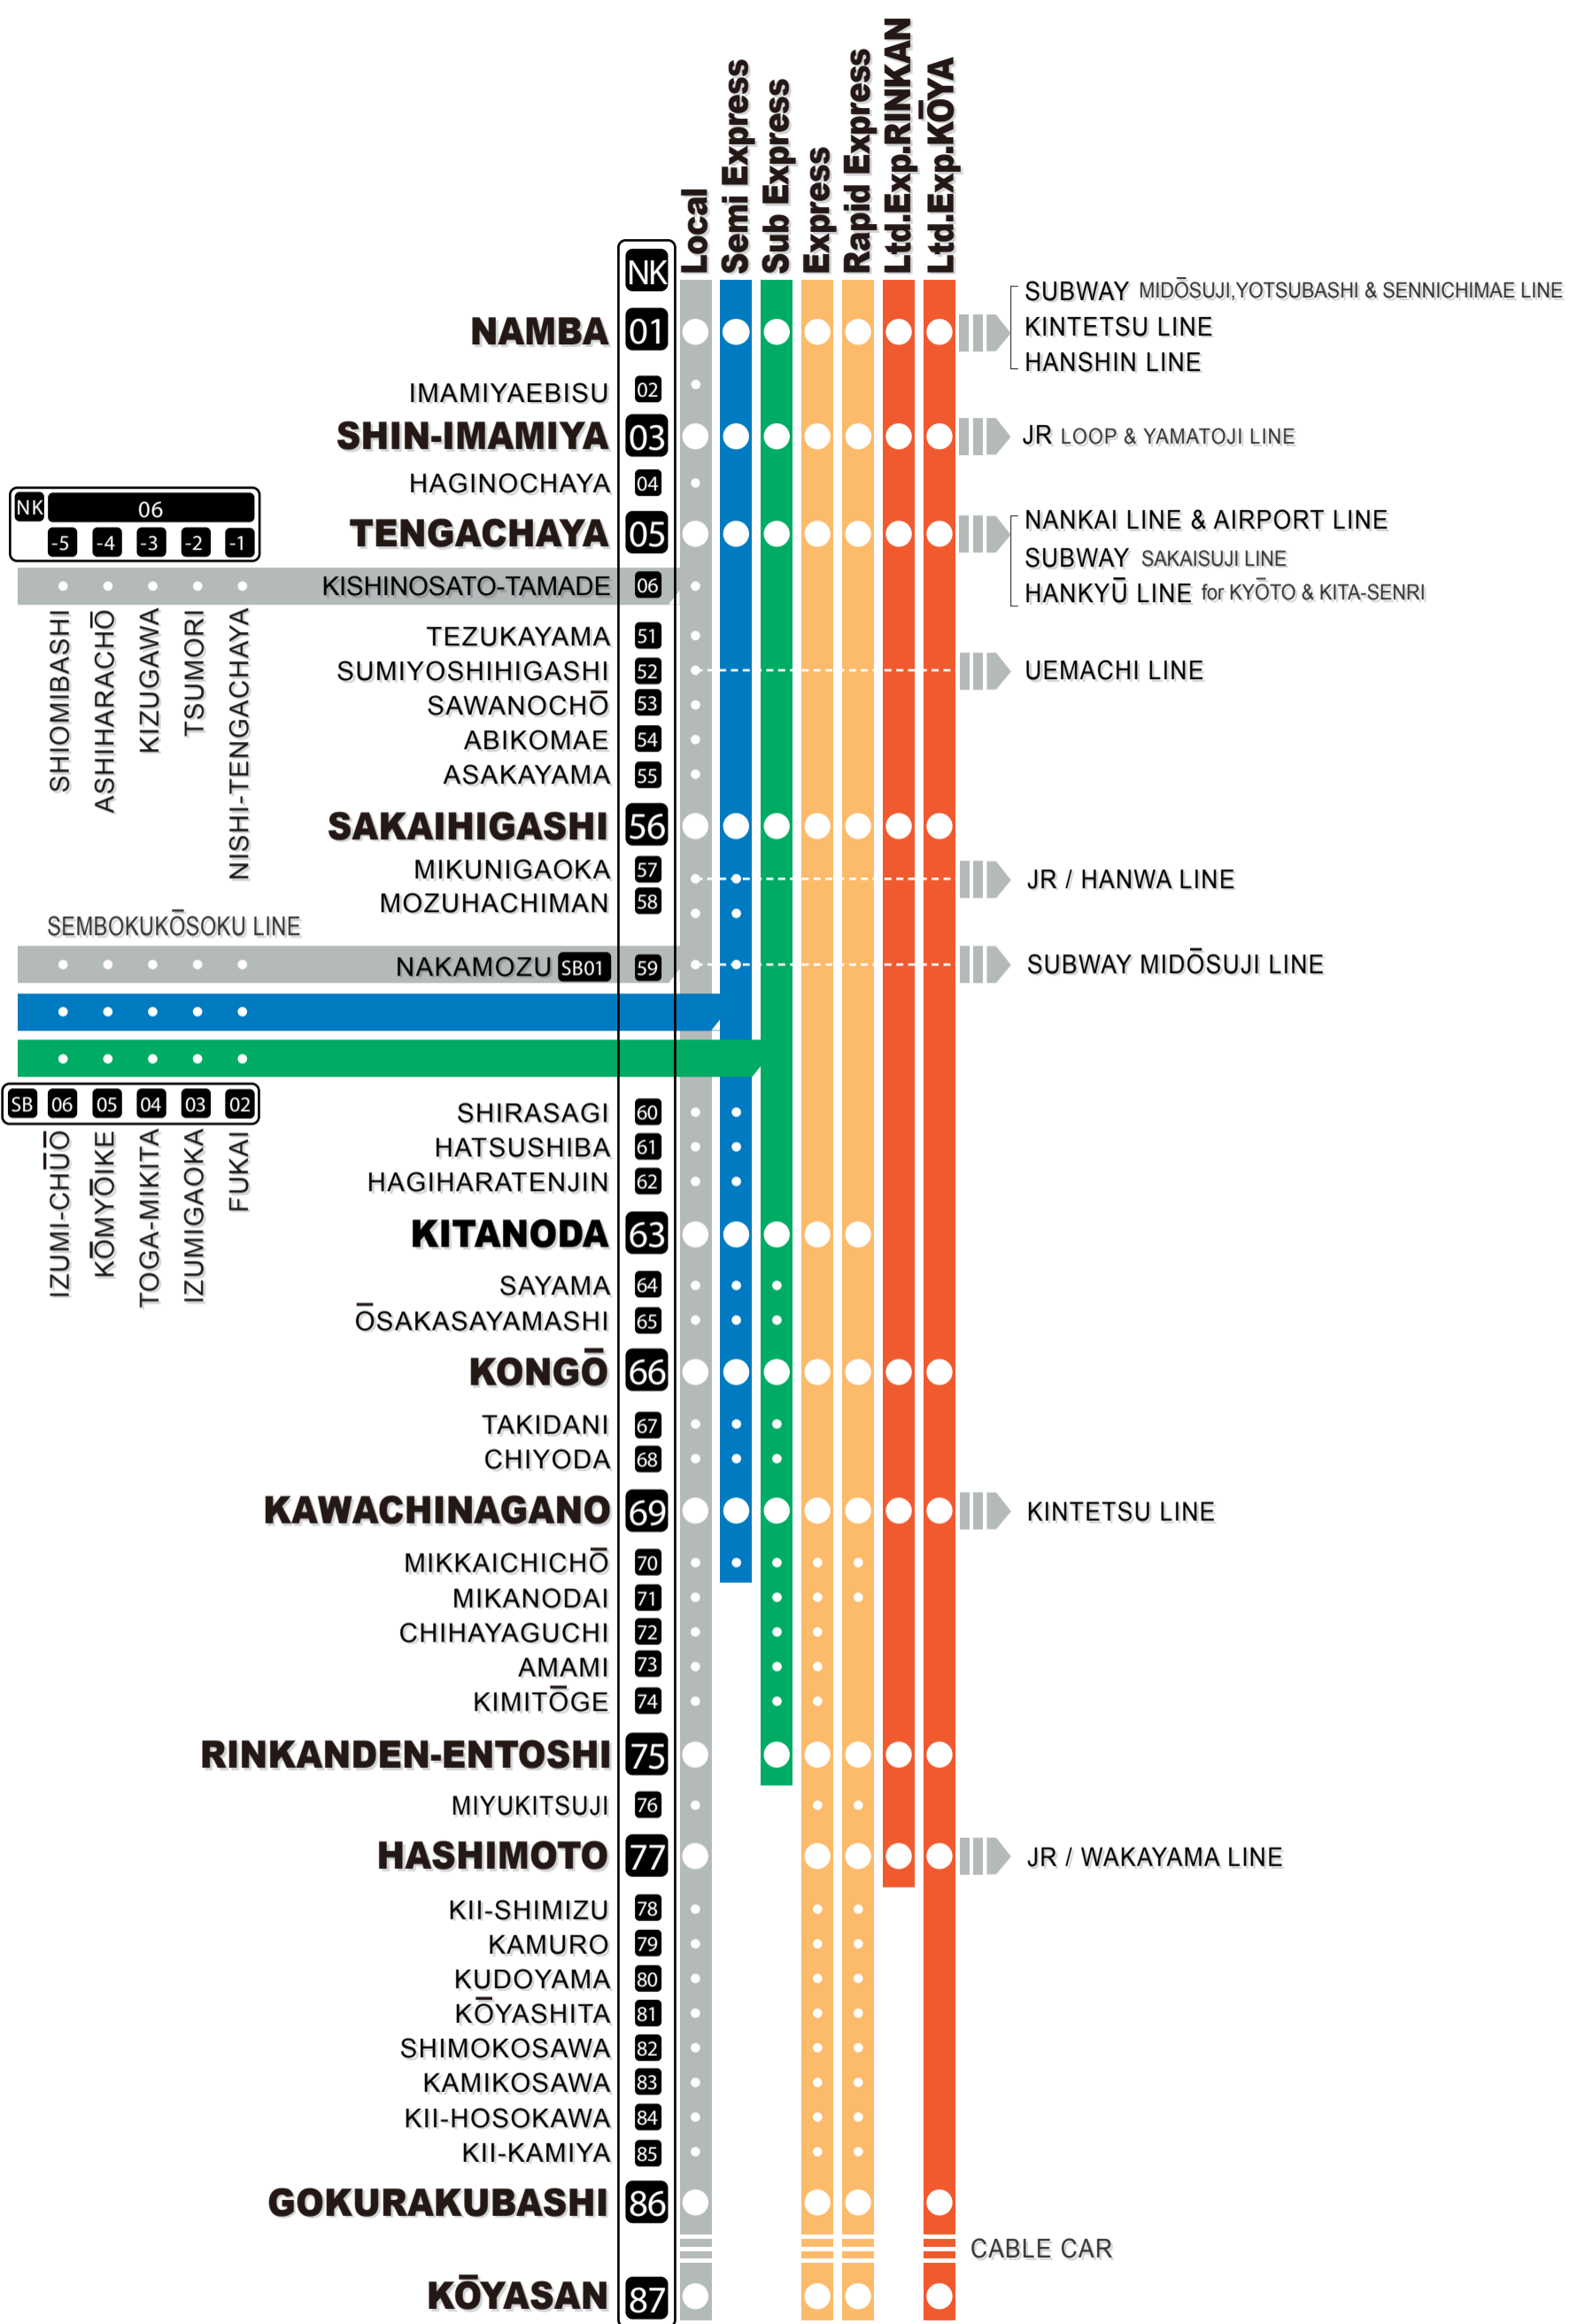 Local
Semi Express
Sub Express
Express
Rapid Express
Ltd.Exp.RINKAN
Ltd.Exp.KŌYA
NK
NAMBA 01
SUBWAY MIDŌSUJI,YOTSUBASHI & SENNICHIMAE LINE
KINTETSU LINE
HANSHIN LINE
IMAMIYAEBISU 02
SHIN-IMAMIYA 03
JR LOOP & YAMATOJI LINE
HAGINOCHAYA 04
TENGACHAYA 05
NANKAI LINE & AIRPORT LINE
SUBWAY SAKAISUJI LINE
HANKYŪ LINE for KYŌTO & KITA-SENRI
NK 06
-5 -4 -3 -2 -1
KISHINOSATO-TAMADE 06
SHIOMIBASHI
ASHIHARACHŌ
KIZUGAWA
TSUMORI
NISHI-TENGACHAYA
TEZUKAYAMA 51
SUMIYOSHIHIGASHI 52
UEMACHI LINE
SAWANOCHŌ 53
ABIKOMAE 54
ASAKAYAMA 55
SAKAIHIGASHI 56
MIKUNIGAOKA 57
JR / HANWA LINE
MOZUHACHIMAN 58
SEMBOKUKŌSOKU LINE
NAKAMOZU SB01 59
SUBWAY MIDŌSUJI LINE
SB 06 05 04 03 02
IZUMI-CHŪŌ
KŌMYŌIKE
TOGA-MIKITA
IZUMIGAOKA
FUKAI
SHIRASAGI 60
HATSUSHIBA 61
HAGIHARATENJIN 62
KITANODA 63
SAYAMA 64
ŌSAKASAYAMASHI 65
KONGŌ 66
TAKIDANI 67
CHIYODA 68
KAWACHINAGANO 69
KINTETSU LINE
MIKKAICHICHŌ 70
MIKANODAI 71
CHIHAYAGUCHI 72
AMAMI 73
KIMITŌGE 74
RINKANDEN-ENTOSHI 75
MIYUKITSUJI 76
HASHIMOTO 77
JR / WAKAYAMA LINE
KII-SHIMIZU 78
KAMURO 79
KUDOYAMA 80
KŌYASHITA 81
SHIMOKOSAWA 82
KAMIKOSAWA 83
KII-HOSOKAWA 84
KII-KAMIYA 85
GOKURAKUBASHI 86
CABLE CAR
KŌYASAN 87